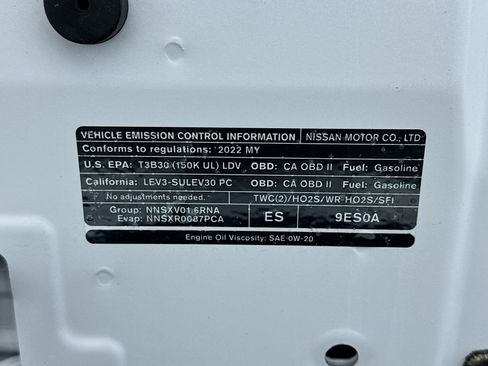 VEHICLE EMISSION CONTROL INFORMATION NISSAN MOTOR CO., LTD
Conforms to regulations: 2022 MY
U.S. EPA: T3B30 (150K UL) LDV OBD: CA OBD II Fuel: Gasoline
California: LEV3-SULEV30 PC OBD: CA OBD II Fuel: Gasoline
No adjustments needed. TWC(2)/HO2S/WR-HO2S/SFI
Group: NNSXV01.6RNA
Evap: NNSXR0087PCA ES 9ES0A
Engine Oil Viscosity: SAE 0W-20